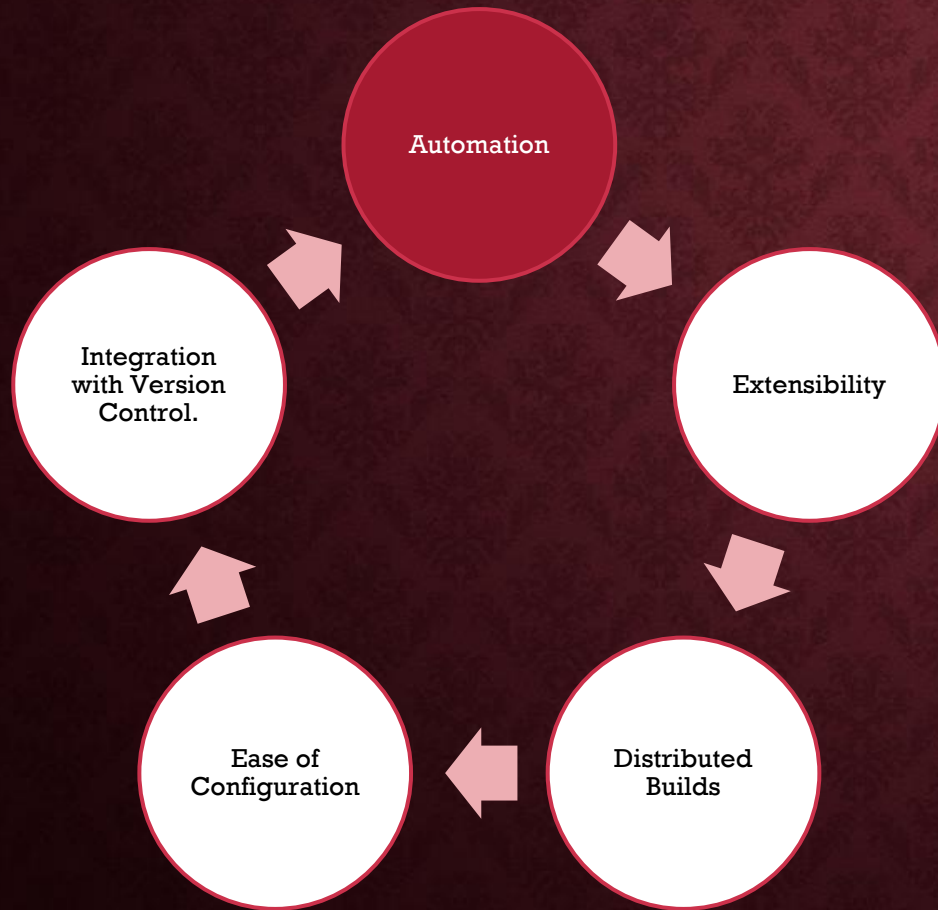 Automation
Extensibility
Distributed
Builds
Ease of
Configuration
Integration
with Version
Control.